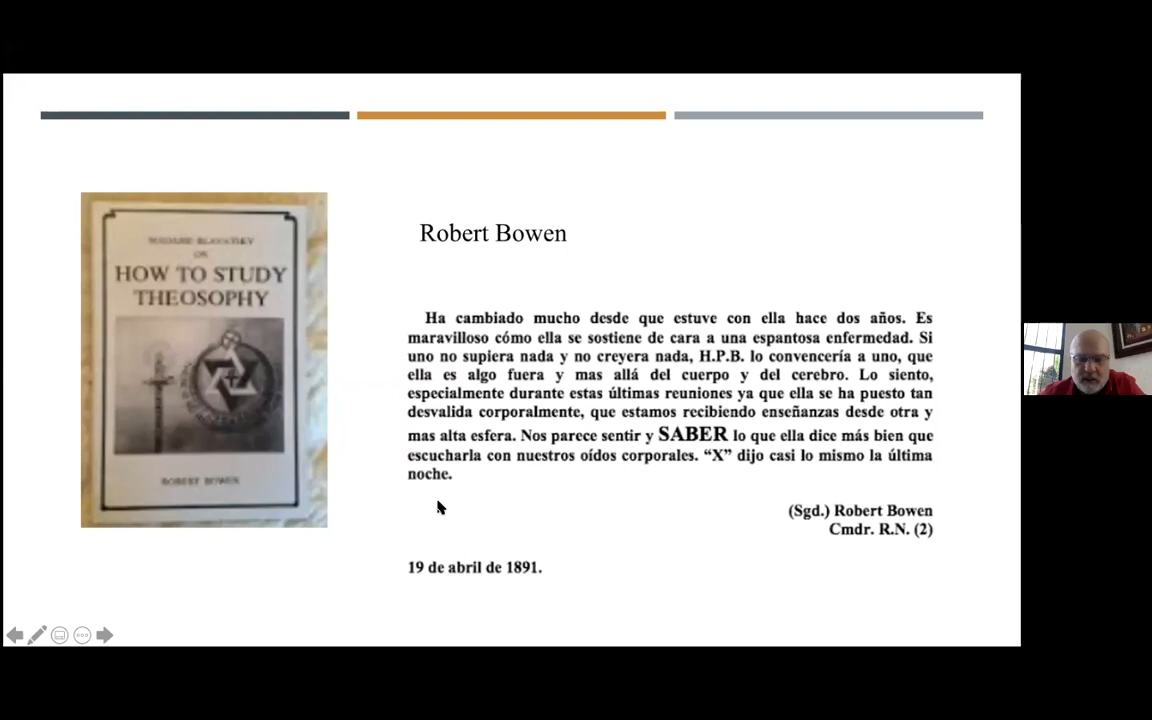 MADAME BLAVATSKY
ON
HOW TO STUDY
THEOSOPHY
ROBERT BOWEN
Robert Bowen
Ha cambiado mucho desde que estuve con ella hace dos años. Es
maravilloso cómo ella se sostiene de cara a una espantosa enfermedad. Si
uno no supiera nada y no creyera nada, H.P.B. lo convencería a uno, que
ella es algo fuera y mas allá del cuerpo y del cerebro. Lo siento,
especialmente durante estas últimas reuniones ya que ella se ha puesto tan
desvalida corporalmente, que estamos recibiendo enseñanzas desde otra y
mas alta esfera. Nos parece sentir y SABER lo que ella dice más bien que
escucharla con nuestros oídos corporales. “X” dijo casi lo mismo la última
noche.
(Sgd.) Robert Bowen
Cmdr. R.N. (2)
19 de abril de 1891.